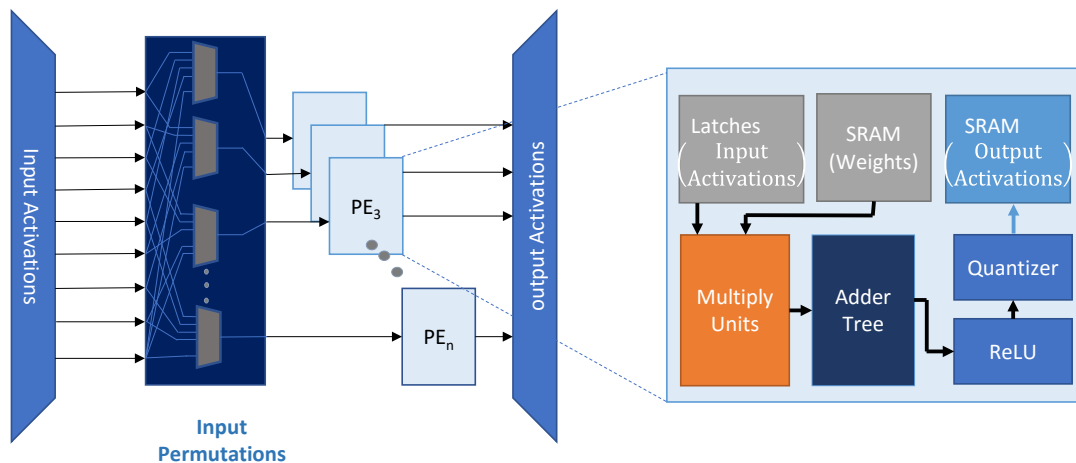 Input Activations
Input
Permutations
PE3
PEn
output Activations
Latches
(Input
Activations)
SRAM
(Weights)
SRAM
(Output
Activations)
Multiply
Units
Adder
Tree
Quantizer
ReLU